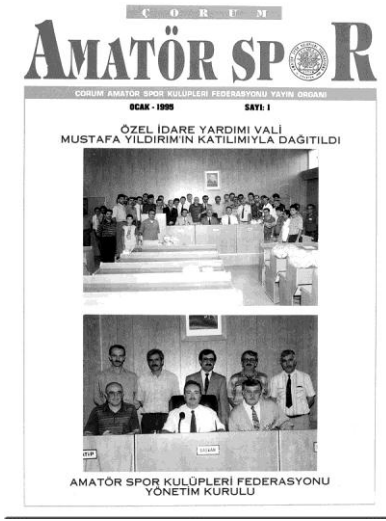 ÇORUM
AMATÖR SPOR
ÇORUM AMATÖR SPOR KULÜPLERİ FEDERASYONU YAYIN ORGANI
OCAK - 1995 SAYI: 1
ÖZEL İDARE YARDIMI VALİ
MUSTAFA YILDIRIM'IN KATILIMIYLA DAĞITILDI
BAŞKAN
AMATÖR SPOR KULÜPLERİ FEDERASYONU
YÖNETİM KURULU